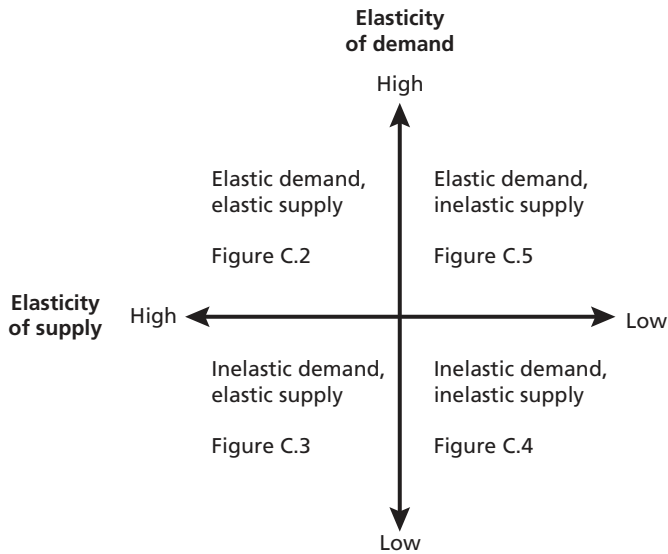 Elasticity
of demand
High
Elastic demand,
elastic supply
Figure C.2
Elastic demand,
inelastic supply
Figure C.5
Elasticity
of supply
High
Low
Inelastic demand,
elastic supply
Figure C.3
Inelastic demand,
inelastic supply
Figure C.4
Low